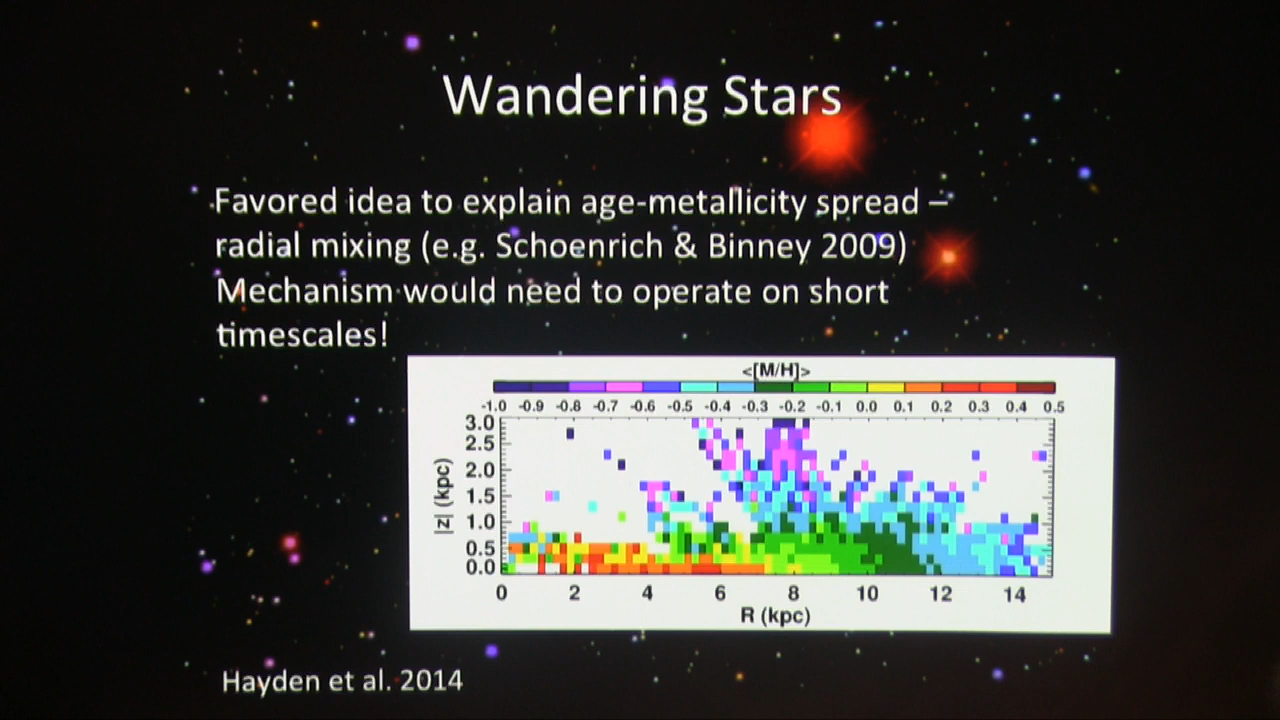 Wandering Stars
Favored idea to explain age-metallicity spread –
radial mixing (e.g. Schoenrich & Binney 2009)
Mechanism would need to operate on short
timescales!
<[M/H]>
-1.0 -0.9 -0.8 -0.7 -0.6 -0.5 -0.4 -0.3 -0.2 -0.1 0.0 0.1 0.2 0.3 0.4 0.5
3.0
2.5
2.0
1.5
1.0
0.5
0.0
|z| (kpc)
0 2 4 6 8 10 12 14
R (kpc)
Hayden et al. 2014